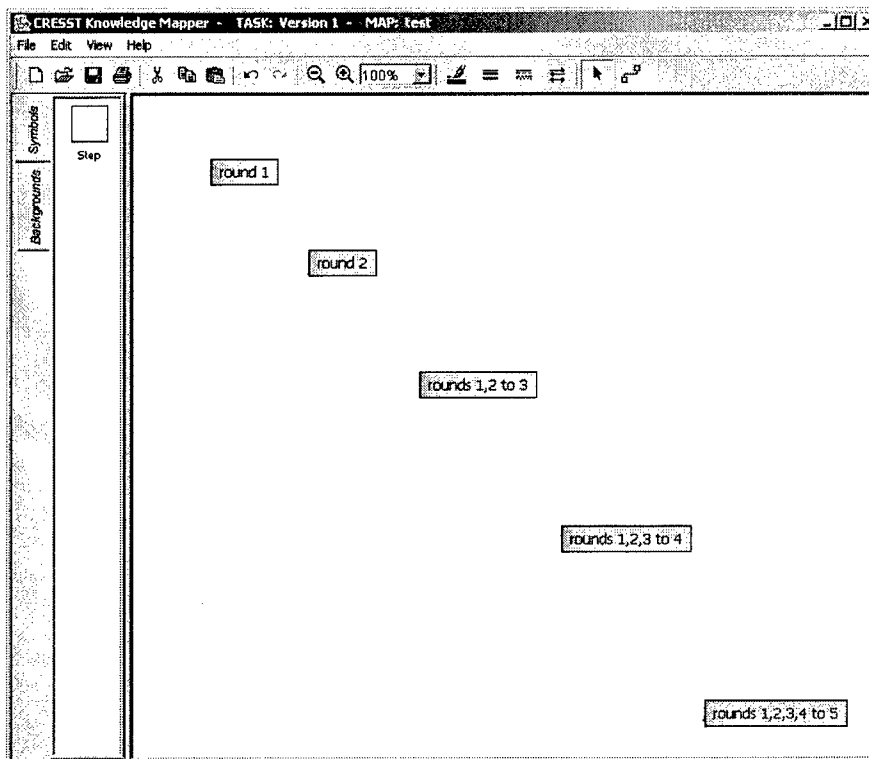 CRESST Knowledge Mapper - TASK: Version 1 - MAP: test
File Edit View Help
100%
Symbols
Backgrounds
Step
round 1
round 2
rounds 1,2 to 3
rounds 1,2,3 to 4
rounds 1,2,3,4 to 5